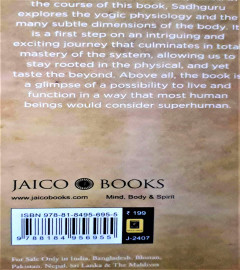 the course of this book, Sadhguru
explores the yogic physiology and the
many subtle dimensions of the body. It
is a first step on an intriguing and
exciting journey that culminates in total
mastery of the system, allowing us to
stay rooted in the physical, and yet
taste the beyond. Above all, the book is
a glimpse of a possibility to live and
function in a way that most human
beings would consider superhuman.
JAICO BOOKS
www.jaicobooks.com Mind, Body & Spirit
ISBN 978-81-8495-695-5
9 788184 956955
₹ 199
J-2407
For Sale Only in India, Bangladesh, Bhutan,
Pakistan, Nepal, Sri Lanka & The Maldives